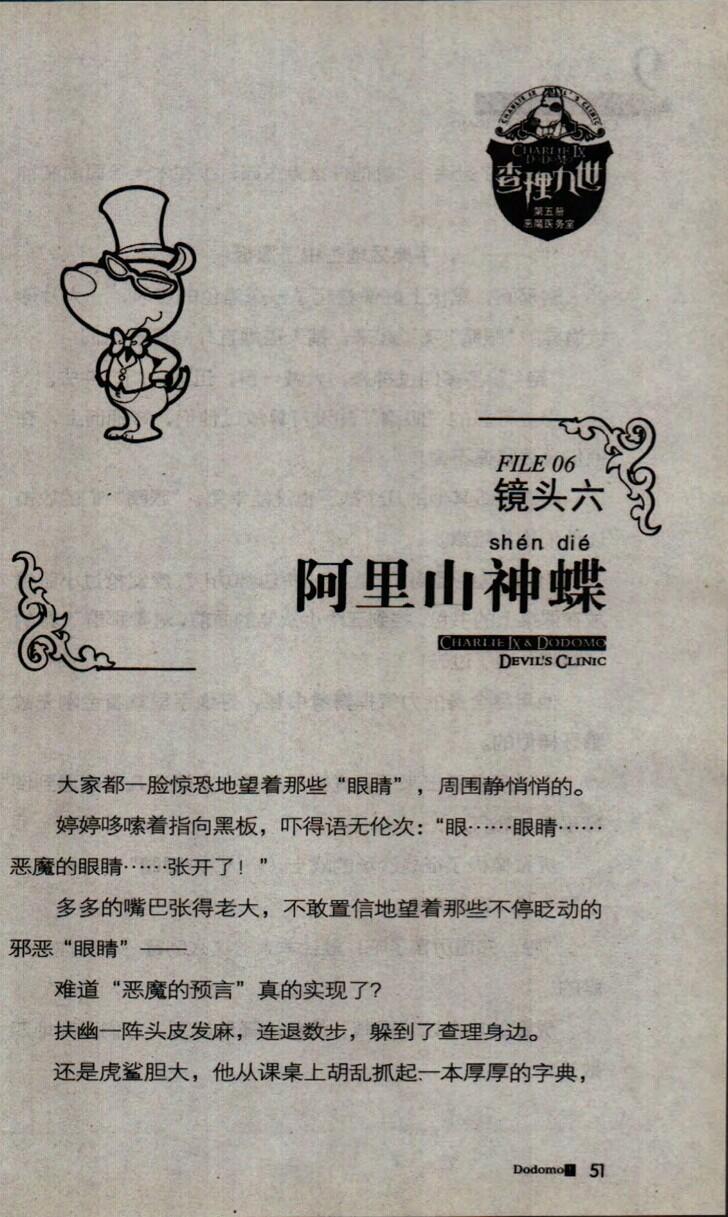 CHARLIE IX
DODOMO
查理九世
第五册
恶魔医务室
FILE 06
镜头六
shén dié
阿里山神蝶
CHARLIE IX & DODOMO
DEVIL'S CLINIC
大家都一脸惊恐地望着那些“眼睛”，周围静悄悄的。
婷婷哆嗦着指向黑板，吓得语无伦次：“眼……眼睛……
恶魔的眼睛……张开了！”
多多的嘴巴张得老大，不敢置信地望着那些不停眨动的
邪恶“眼睛”——
难道“恶魔的预言”真的实现了？
扶幽一阵头皮发麻，连退数步，躲到了查理身边。
还是虎鲨胆大，他从课桌上胡乱抓起一本厚厚的字典，
Dodomo 51